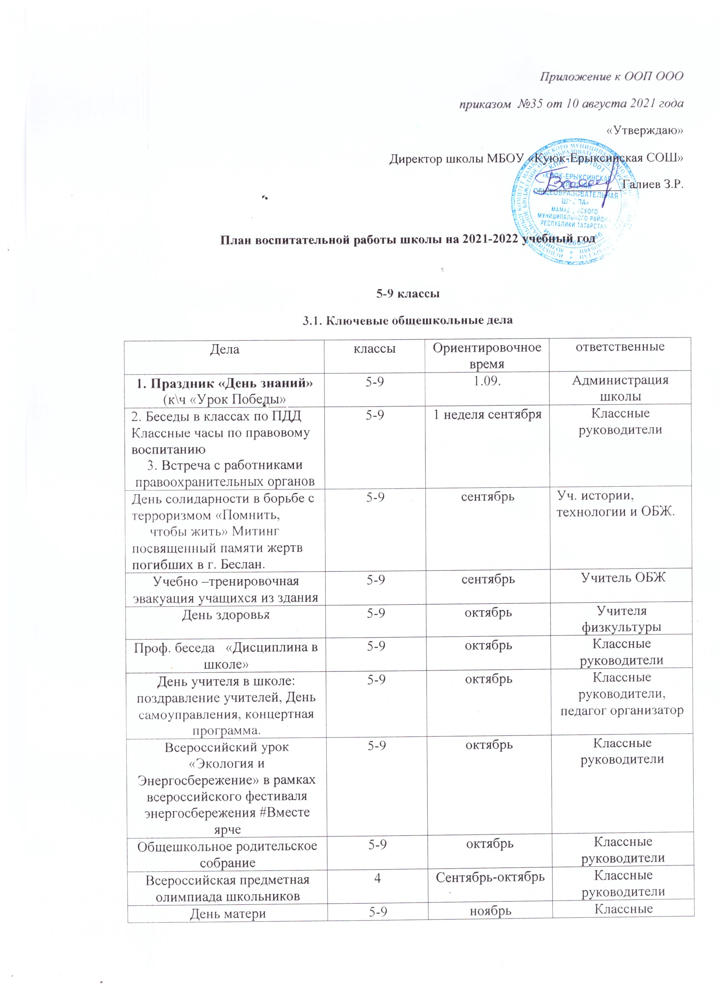 Приложение к ООП ООО
приказом №35 от 10 августа 2021 года
«Утверждаю»
Директор школы МБОУ «Куюк-Ерыксинская СОШ»
Галиев З.Р.
«КУЮК-ЕРЫКСИНСКАЯ
СРЕДНЯЯ
ОБЩЕОБРАЗОВАТЕЛЬНАЯ
МУНИЦИПАЛЬНОГО
РЕСПУБЛИКИ
План воспитательной работы школы на 2021-2022 учебный год
5-9 классы
3.1. Ключевые общешкольные дела
Дела классы Ориентировочное ответственные
время
1. Праздник «День знаний» 5-9 1.09. Администрация
(к\ч «Урок Победы» школы
2. Беседы в классах по ПДД 5-9 1 неделя сентября Классные
Классные часы по правовому руководители
воспитанию
3. Встреча с работниками
правоохранительных органов
День солидарности в борьбе с 5-9 сентябрь Уч. истории,
терроризмом «Помнить, технологии и ОБЖ.
чтобы жить» Митинг
посвященный памяти жертв
погибших в г. Беслан.
Учебно –тренировочная 5-9 сентябрь Учитель ОБЖ
эвакуация учащихся из здания
День здоровья 5-9 октябрь Учителя
физкультуры
Проф. беседа «Дисциплина в 5-9 октябрь Классные
школе» руководители
День учителя в школе: 5-9 октябрь Классные
поздравление учителей, День руководители,
самоуправления, концертная педагог организатор
программа.
Всероссийский урок 5-9 октябрь Классные
«Экология и руководители
Энергосбережение» в рамках
всероссийского фестиваля
энергосбережения #Вместе
ярче
Общешкольное родительское 5-9 октябрь Классные
собрание руководители
Всероссийская предметная 4 Сентябрь-октябрь Классные
олимпиада школьников руководители
День матери 5-9 ноябрь Классные